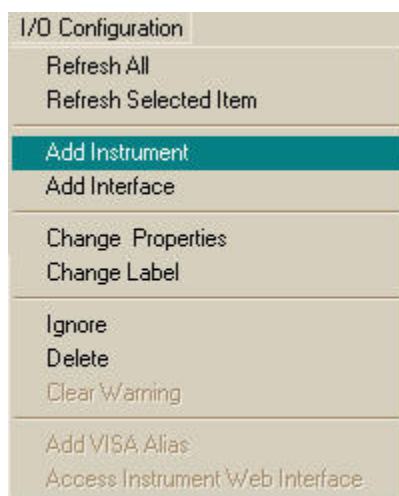 I/O Configuration
Refresh All
Refresh Selected Item
Add Instrument
Add Interface
Change Properties
Change Label
Ignore
Delete
Clear Warning
Add VISA Alias
Access Instrument Web Interface